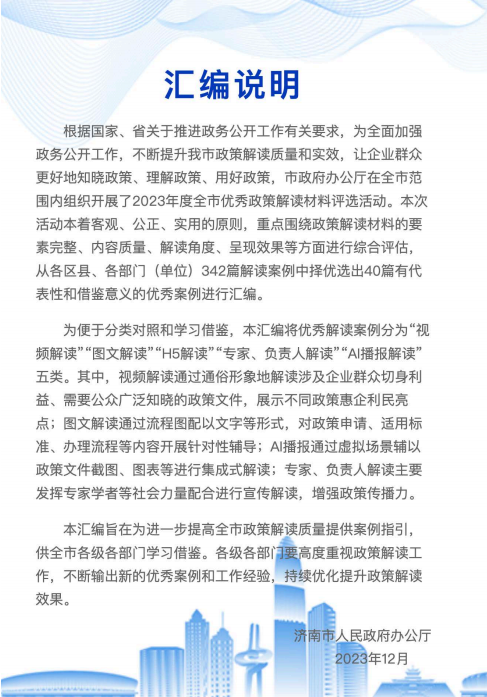 汇编说明
根据国家、省关于推进政务公开工作有关要求，为全面加强
政务公开工作，不断提升我市政策解读质量和实效，让企业群众
更好地知晓政策、理解政策、用好政策，市政府办公厅在全市范
围内组织开展了2023年度全市优秀政策解读材料评选活动。本次
活动本着客观、公正、实用的原则，重点围绕政策解读材料的要
素完整、内容质量、解读角度、呈现效果等方面进行综合评估，
从各区县、各部门（单位）342篇解读案例中择优选出40篇有代
表性和借鉴意义的优秀案例进行汇编。
为便于分类对照和学习借鉴，本汇编将优秀解读案例分为“视
频解读”“图文解读”“H5解读”“专家、负责人解读”“AI播报解读”
五类。其中，视频解读通过通俗形象地解读涉及企业群众切身利
益、需要公众广泛知晓的政策文件，展示不同政策惠企利民亮
点；图文解读通过流程图配以文字等形式，对政策申请、适用标
准、办理流程等内容开展针对性辅导；AI播报通过虚拟场景辅以
政策文件截图、图表等进行集成式解读；专家、负责人解读主要
发挥专家学者等社会力量配合进行宣传解读，增强政策传播力。
本汇编旨在为进一步提高全市政策解读质量提供案例指引，
供全市各级各部门学习借鉴。各级各部门要高度重视政策解读工
作，不断输出新的优秀案例和工作经验，持续优化提升政策解读
效果。
济南市人民政府办公厅
2023年12月